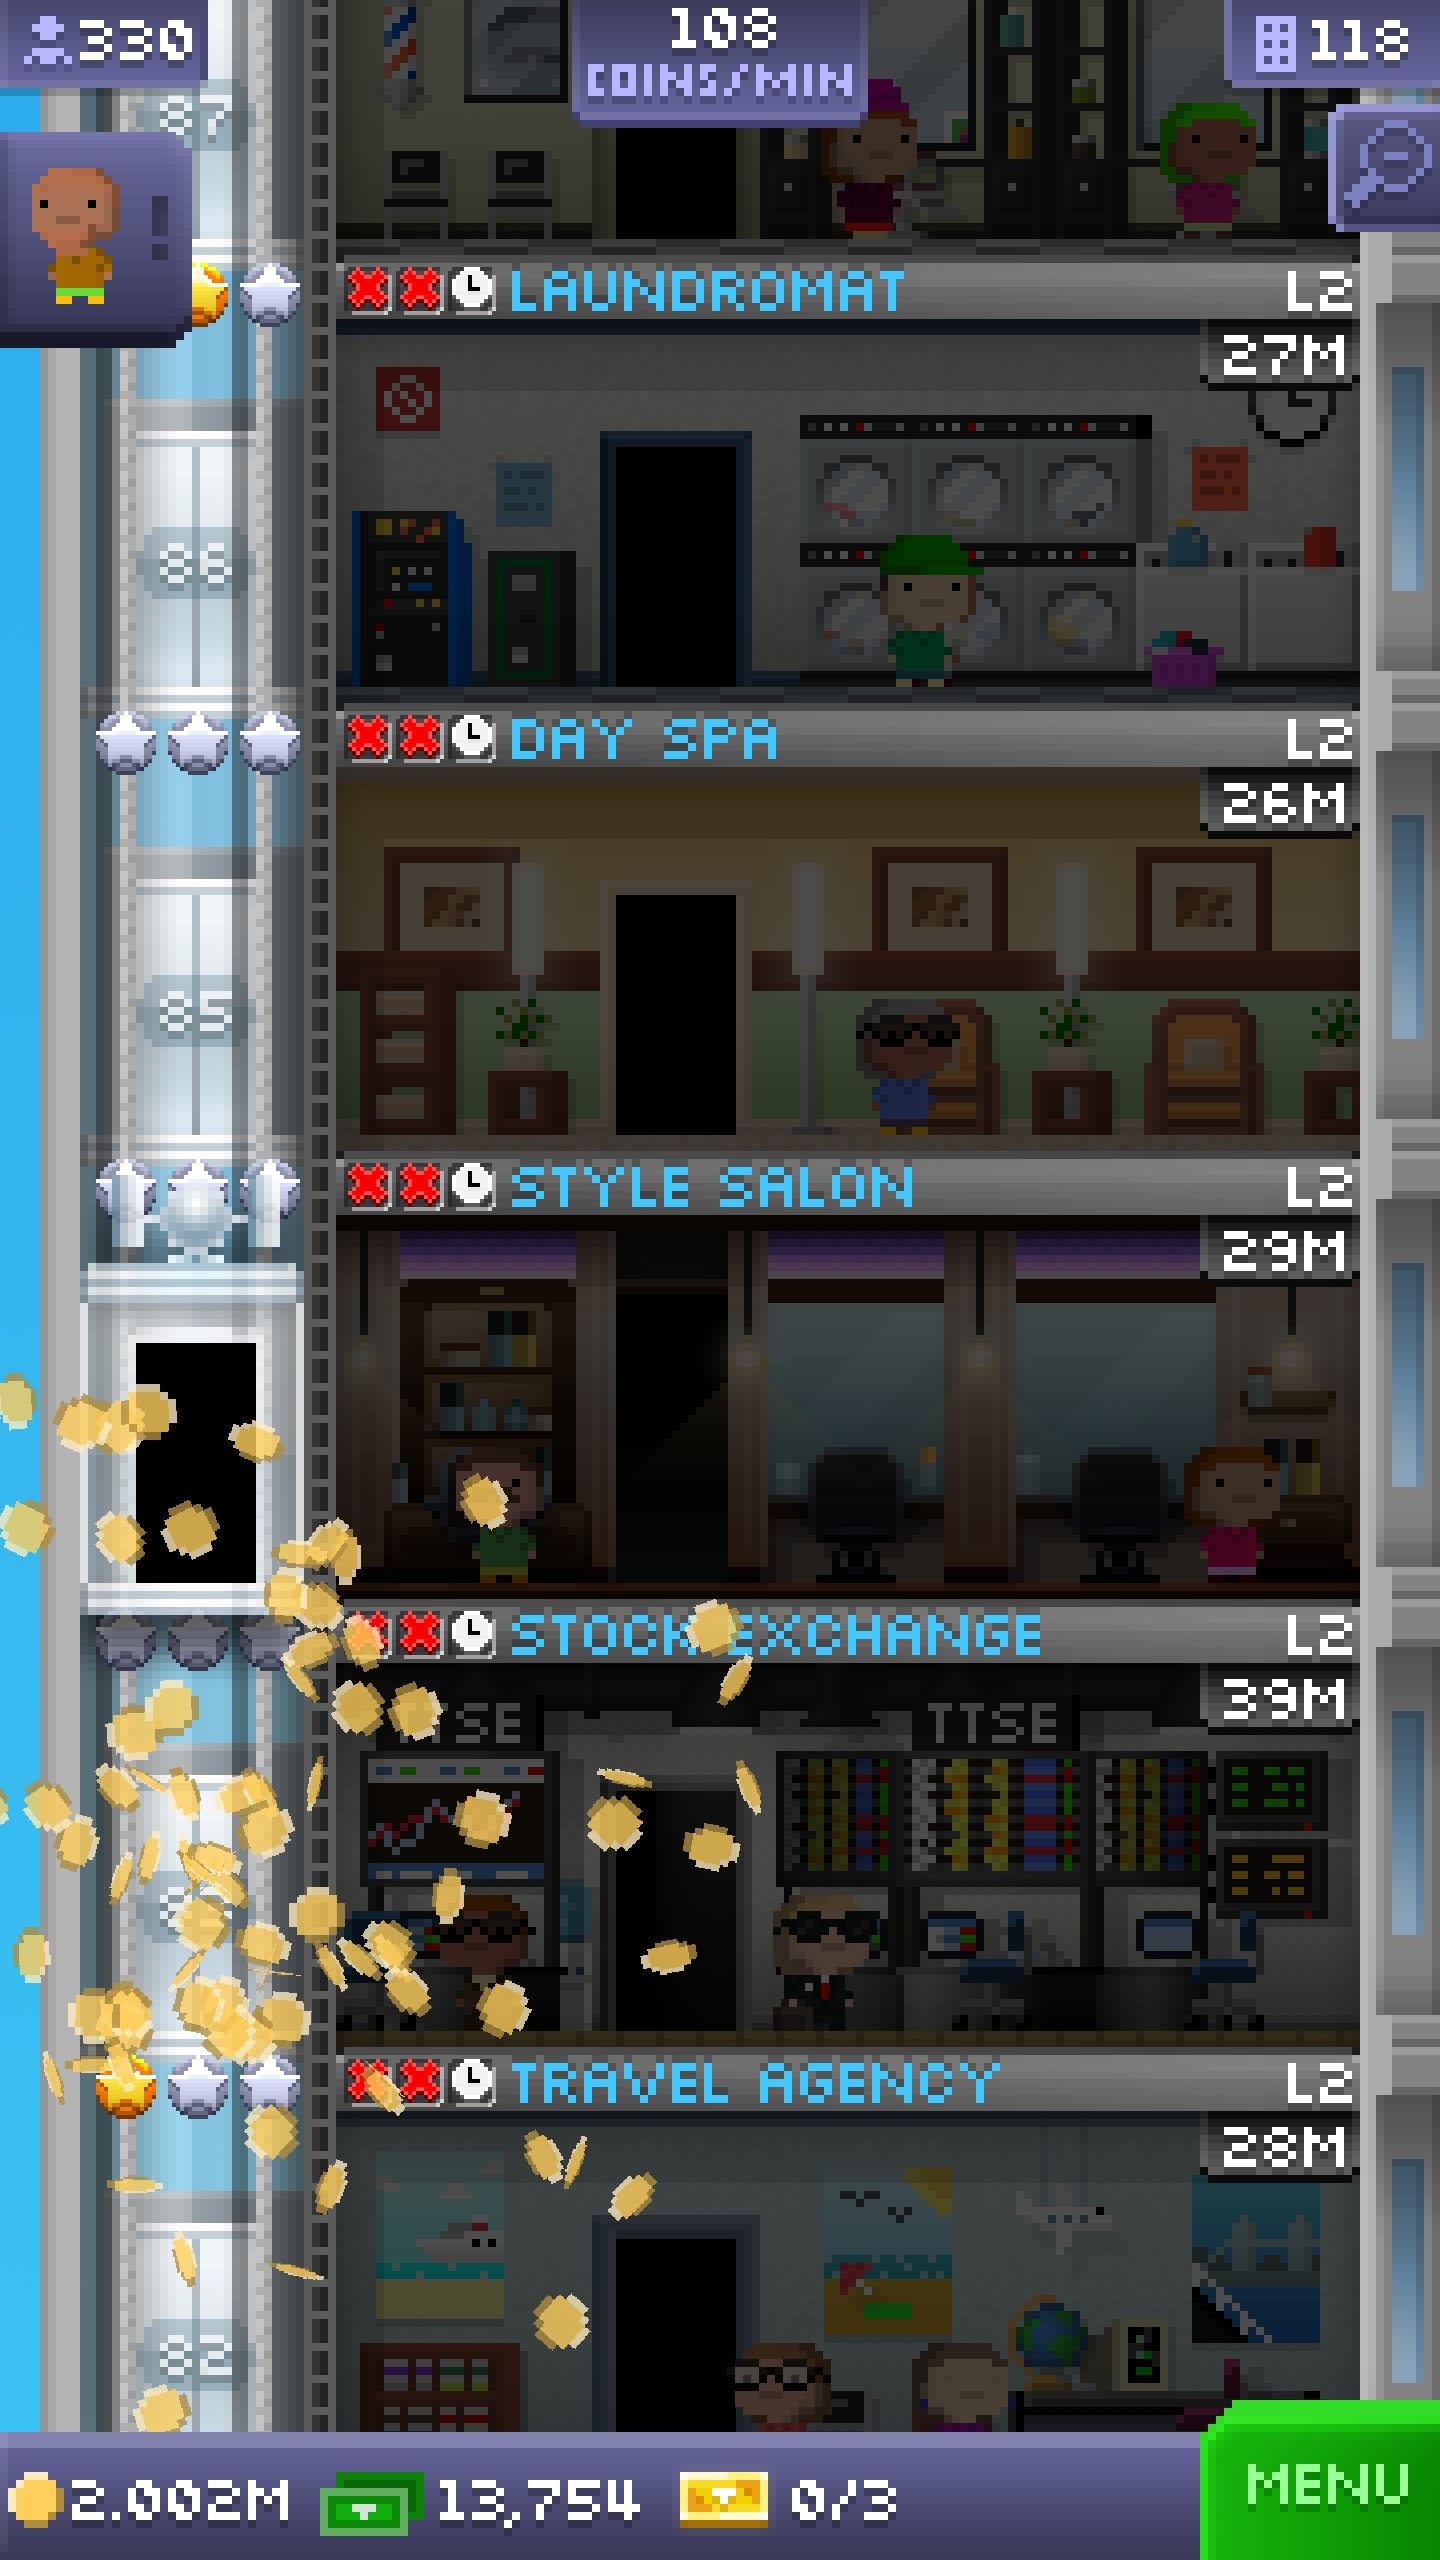 330
108
COINS/MIN
118
87
LAUNDROMAT L2
27M
86
DAY SPA L2
26M
85
STYLE SALON L2
29M
STOCK EXCHANGE L2
39M
TTSE
TRAVEL AGENCY L2
28M
82
2.002M 13,754 0/3
MENU